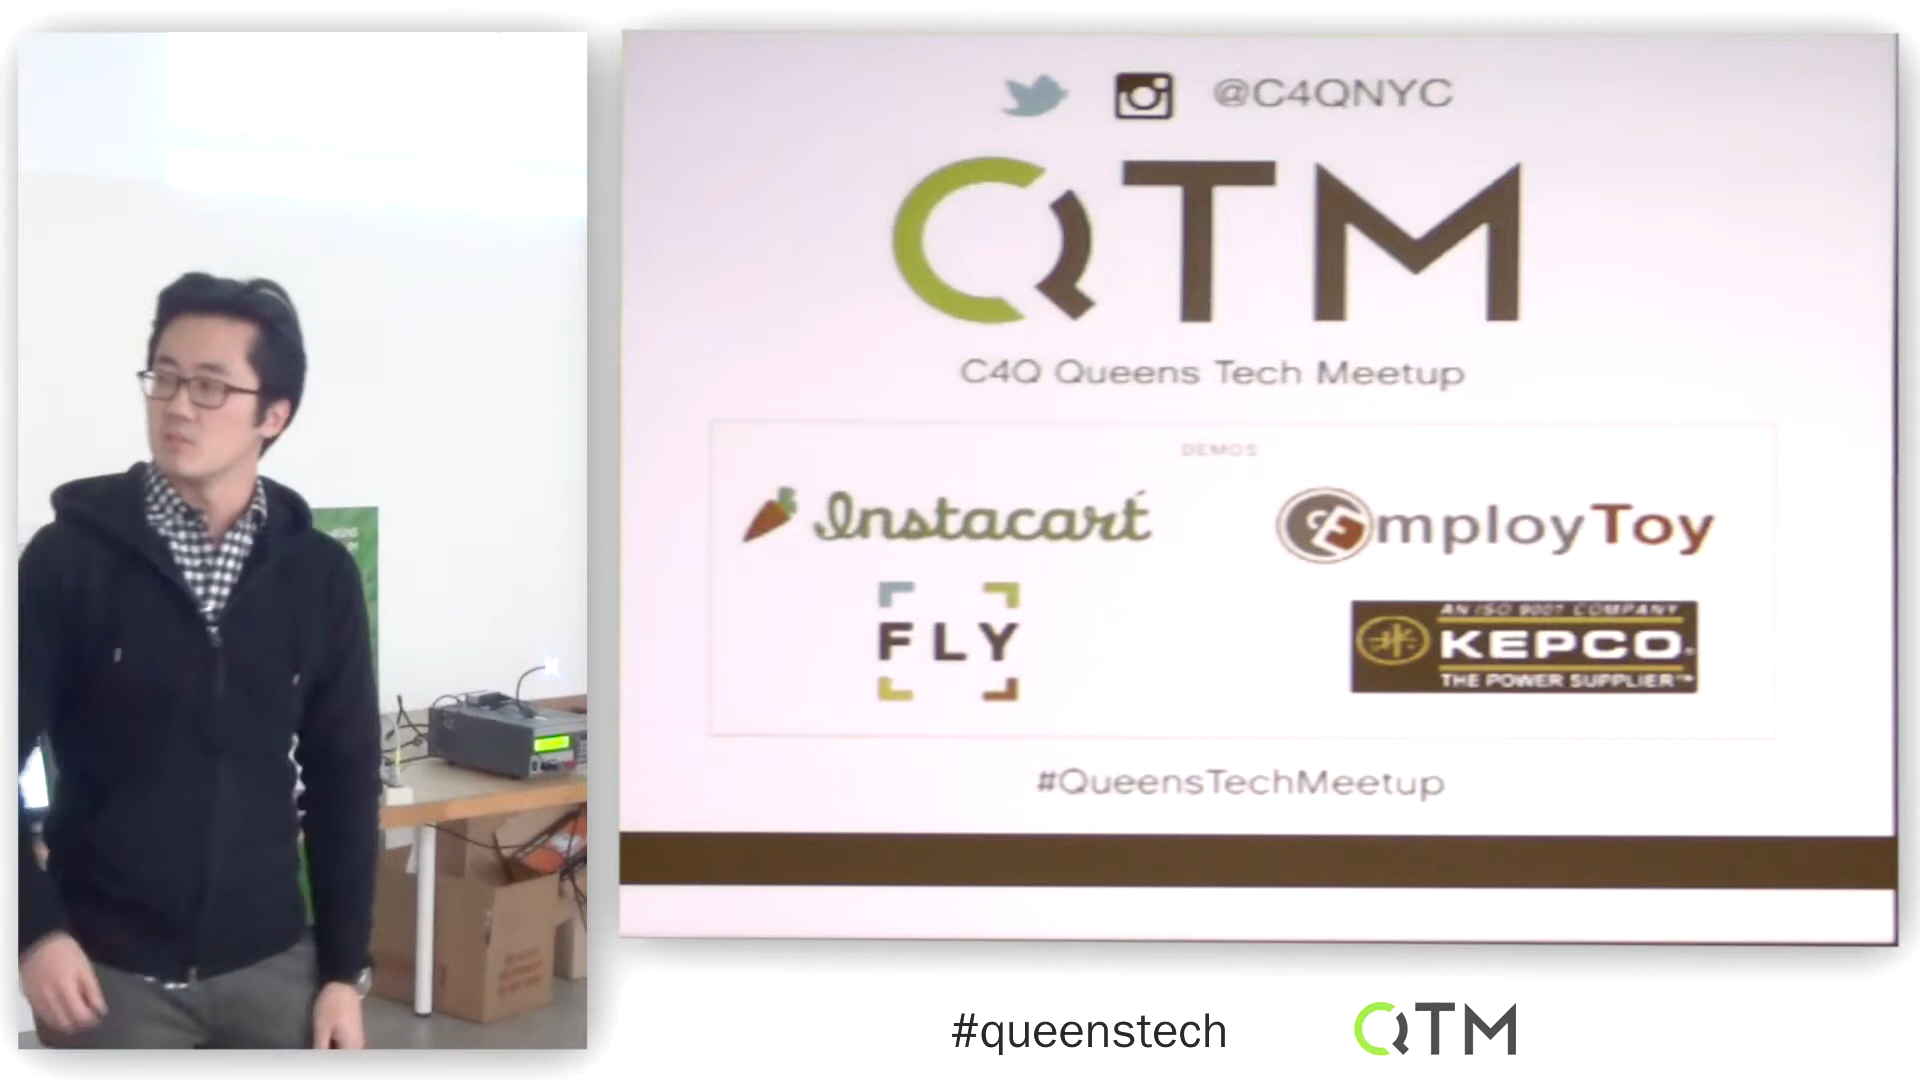 @C4QNYC
QTM
C4Q Queens Tech Meetup
DEMOS
Instacart
EmployToy
FLY
AN ISO 9001 COMPANY
KEPCO
THE POWER SUPPLIER™
#QueensTechMeetup
#queenstech
QTM